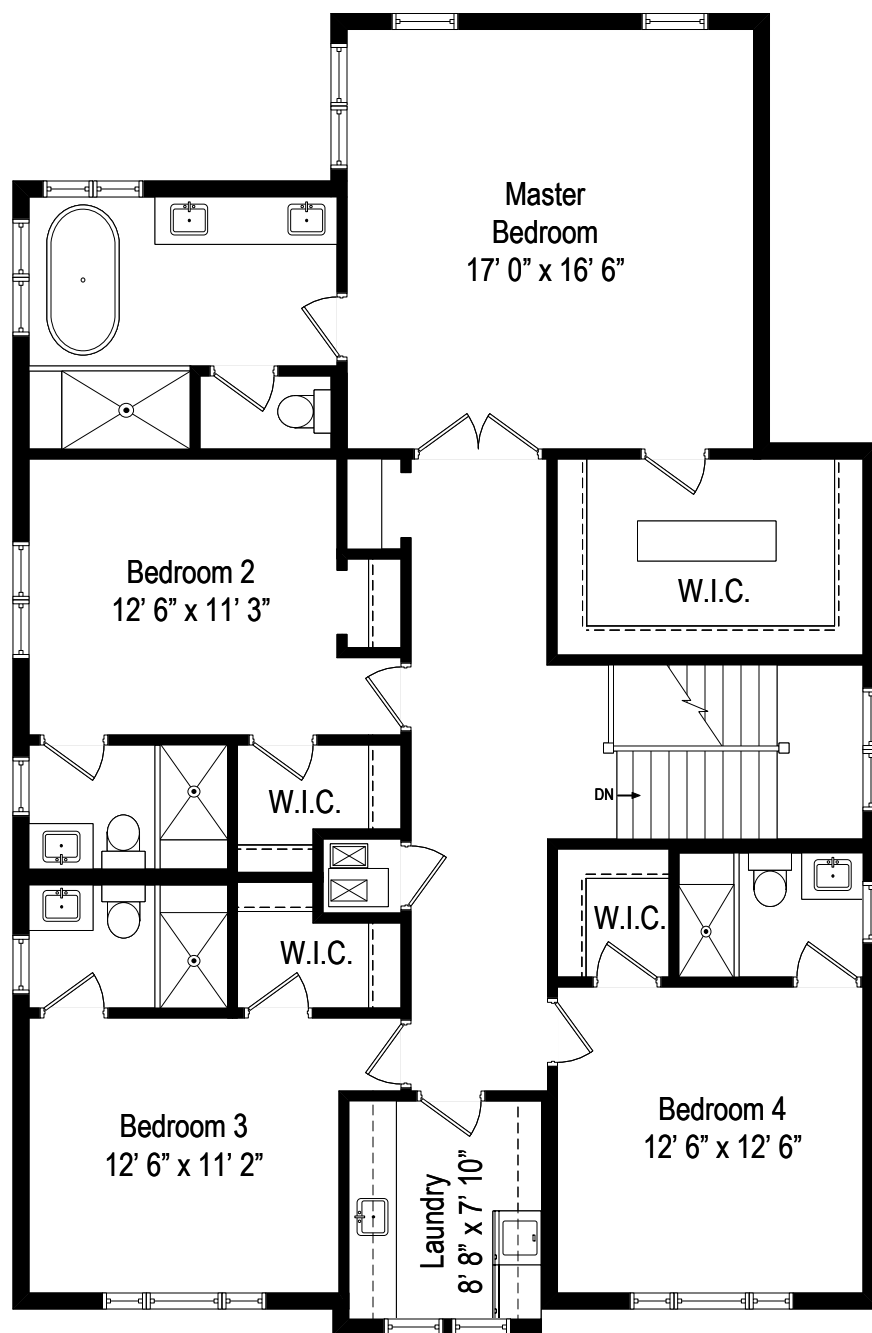 Master
Bedroom
17’ 0” x 16’ 6”
Bedroom 2
12’ 6” x 11’ 3”
W.I.C.
DN
W.I.C.
W.I.C.
W.I.C.
Bedroom 3
12’ 6” x 11’ 2”
Laundry
8’ 8” x 7’ 10”
Bedroom 4
12’ 6” x 12’ 6”